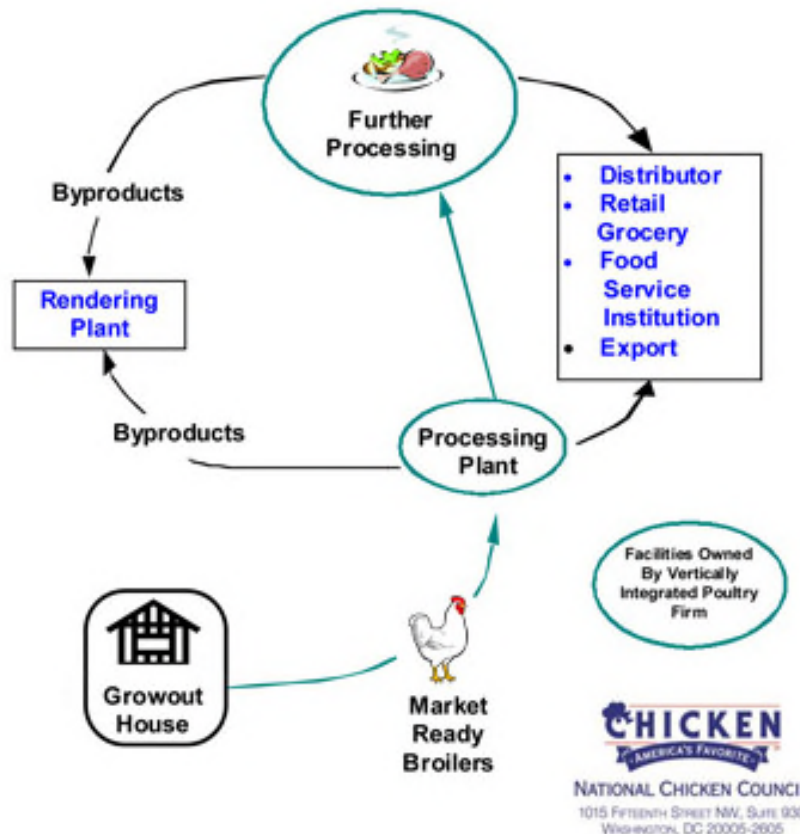 Further
Processing
Byproducts
• Distributor
• Retail
Grocery
• Food
Service
Institution
• Export
Rendering
Plant
Byproducts
Processing
Plant
Facilities Owned
By Vertically
Integrated Poultry
Firm
Growout
House
Market
Ready
Broilers
CHICKEN
AMERICA'S FAVORITE
NATIONAL CHICKEN COUNCI
1015 FIFTEENTH STREET NW, SUITE 930
WASHINGTON, DC 20005-2605